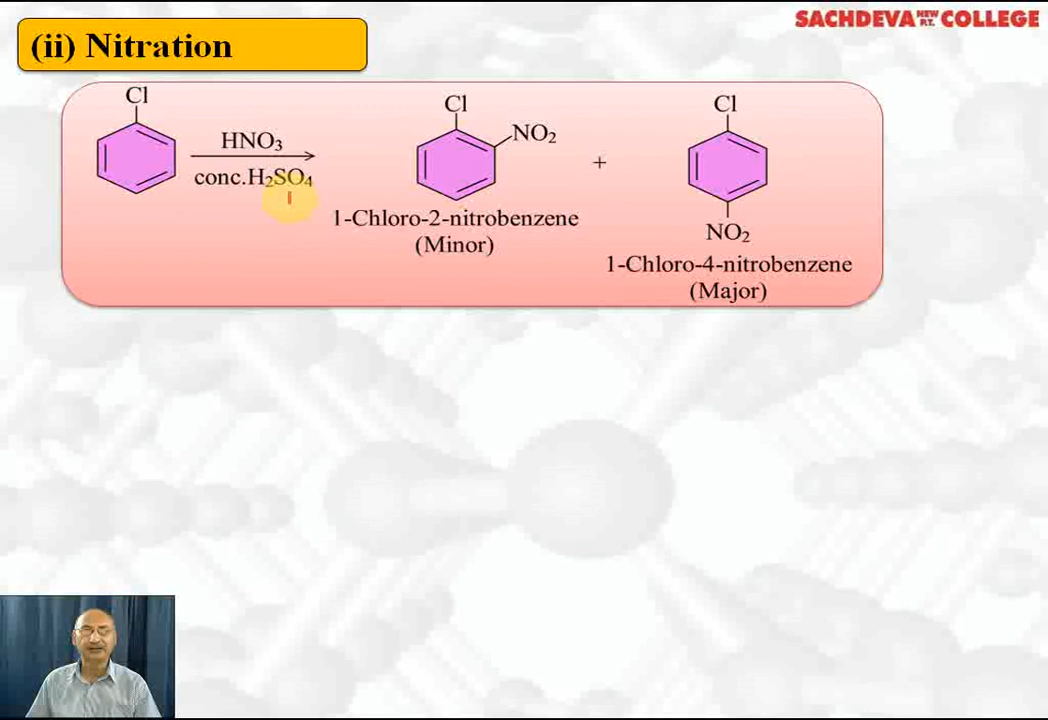 SACHDEVA NEW P.T. COLLEGE
(ii) Nitration
Cl
HNO3
conc.H2SO4
Cl
NO2
1-Chloro-2-nitrobenzene
(Minor)
+
Cl
NO2
1-Chloro-4-nitrobenzene
(Major)